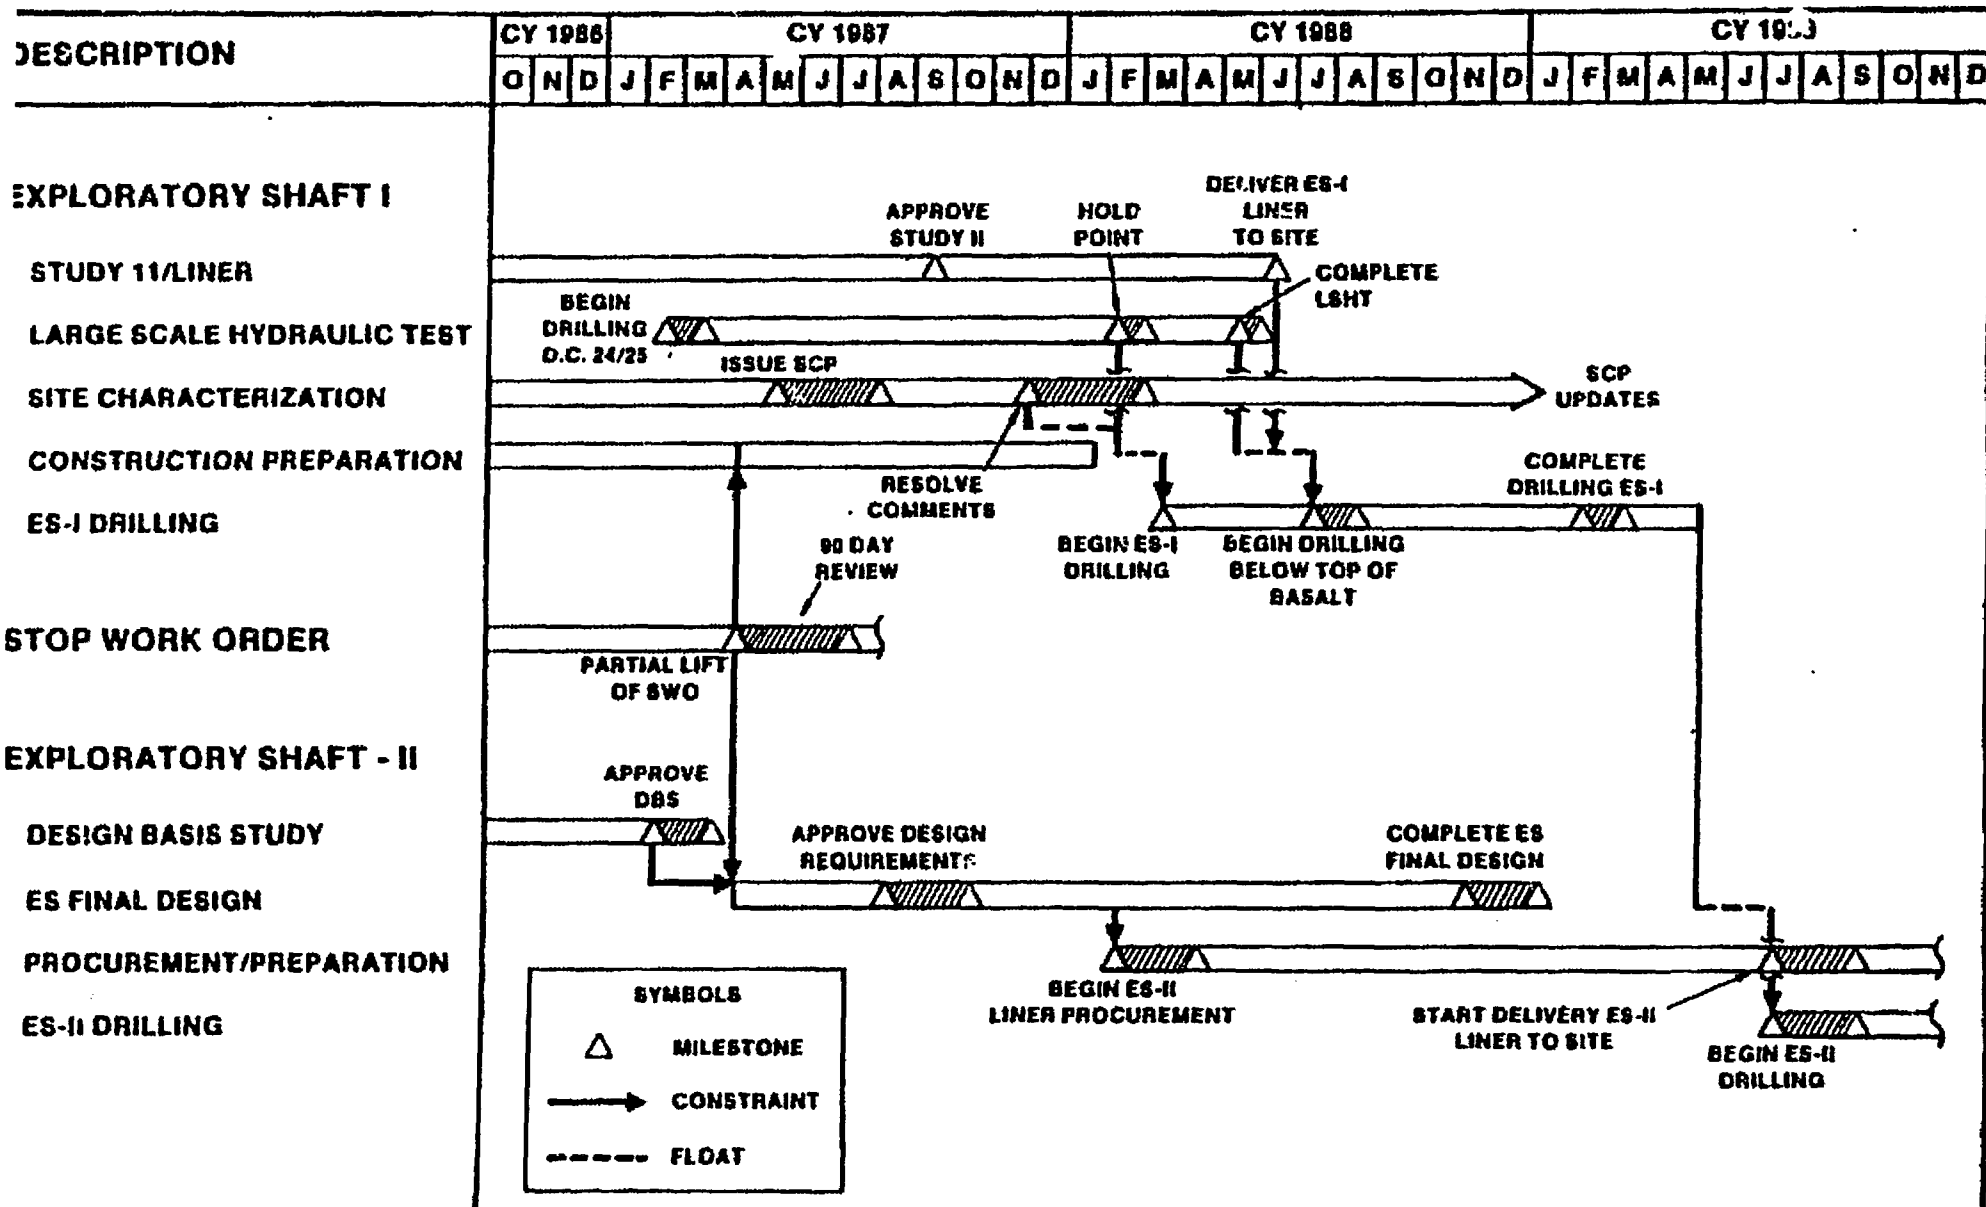 DESCRIPTION
CY 1986 CY 1987 CY 1988
O N D J F M A M J J A S O N D J F M A M J J A S O N D J F M A M J J A S O N D
EXPLORATORY SHAFT I
STUDY 11/LINER
LARGE SCALE HYDRAULIC TEST
SITE CHARACTERIZATION
CONSTRUCTION PREPARATION
ES-I DRILLING
STOP WORK ORDER
EXPLORATORY SHAFT - II
DESIGN BASIS STUDY
ES FINAL DESIGN
PROCUREMENT/PREPARATION
ES-II DRILLING
APPROVE
STUDY II
HOLD
POINT
DELIVER ES-I
LINER
TO SITE
COMPLETE
LSHT
BEGIN
DRILLING
D.C. 24/25
ISSUE SCP
SCP
UPDATES
RESOLVE
COMMENTS
COMPLETE
DRILLING ES-I
BEGIN ES-I
DRILLING
BEGIN DRILLING
BELOW TOP OF
BASALT
90 DAY
REVIEW
PARTIAL LIFT
OF SWO
APPROVE
DBS
APPROVE DESIGN
REQUIREMENTS
COMPLETE ES
FINAL DESIGN
BEGIN ES-II
LINER PROCUREMENT
START DELIVERY ES-II
LINER TO SITE
BEGIN ES-II
DRILLING
SYMBOLS
MILESTONE
CONSTRAINT
FLOAT